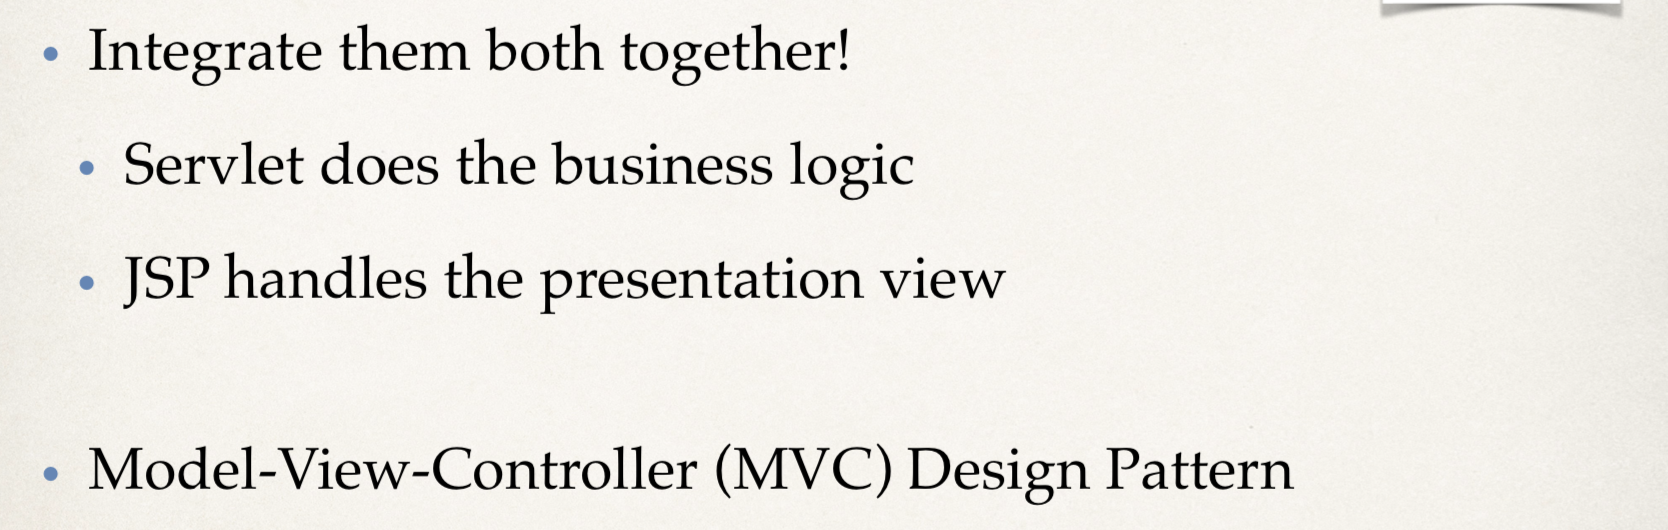 • Integrate them both together!
• Servlet does the business logic
• JSP handles the presentation view
• Model-View-Controller (MVC) Design Pattern